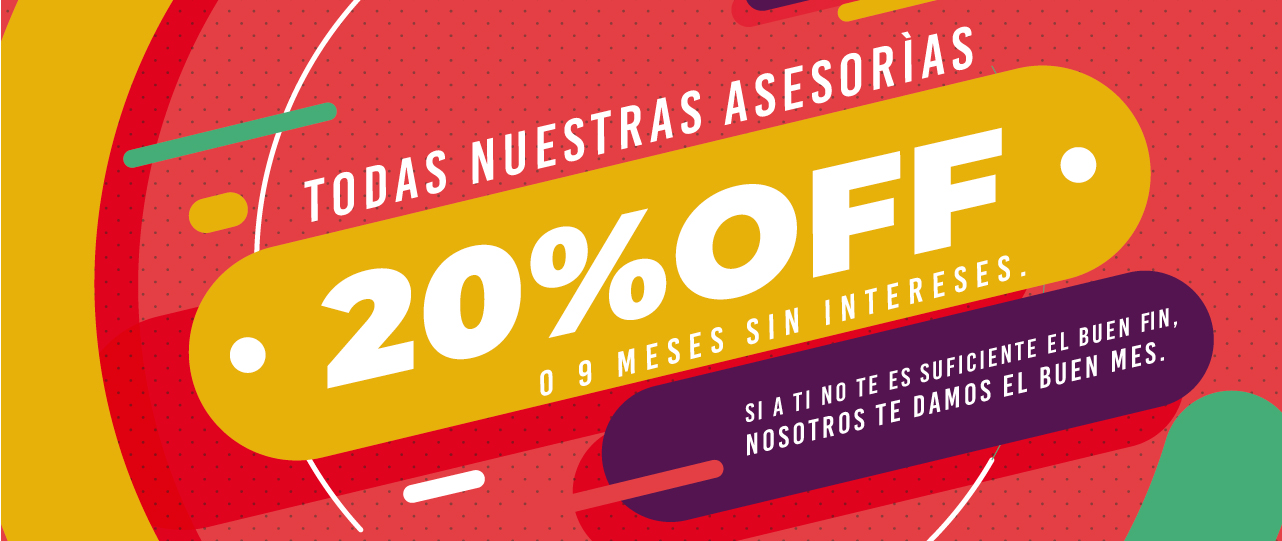 TODAS NUESTRAS ASESORÌAS
20%OFF
O 9 MESES SIN INTERESES.
SI A TI NO TE ES SUFICIENTE EL BUEN FIN,
NOSOTROS TE DAMOS EL BUEN MES.